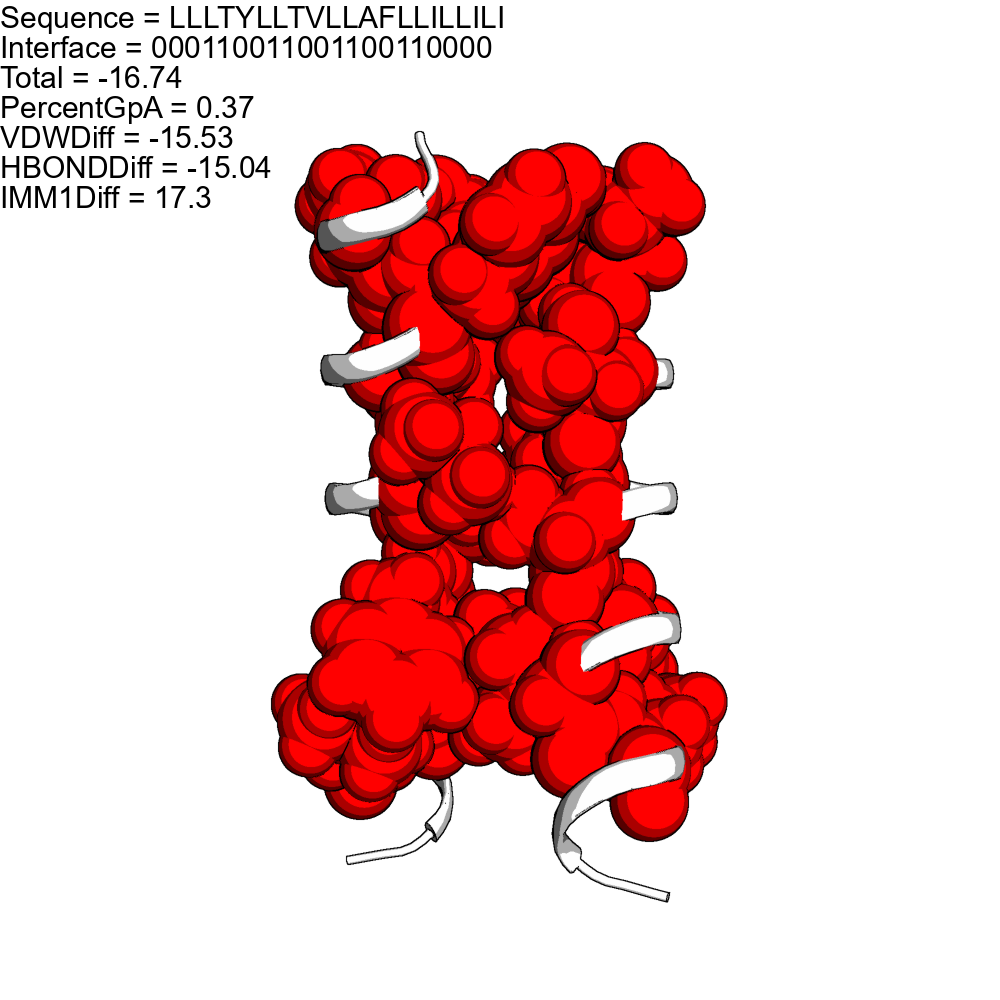 Sequence = LLLTYLLTVLLAFLLILLILI
Interface = 000110011001100110000
Total = -16.74
PercentGpA = 0.37
VDWDiff = -15.53
HBONDDiff = -15.04
IMM1Diff = 17.3